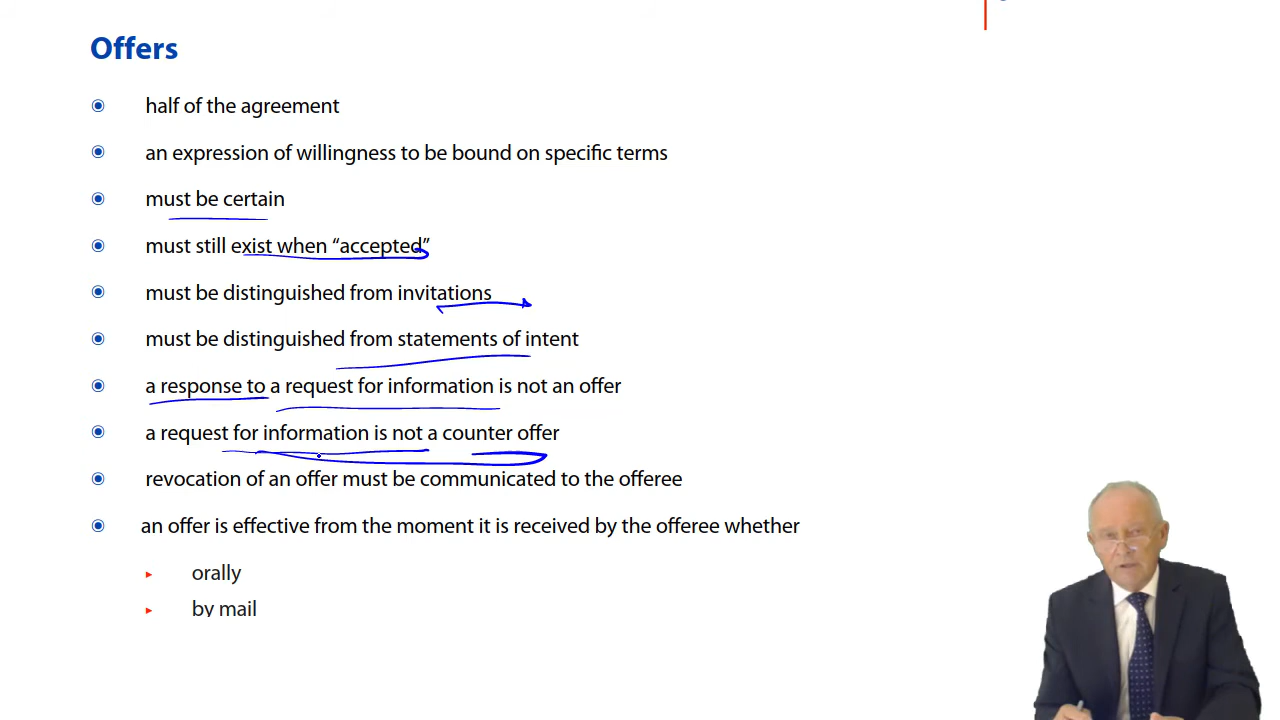 Offers
half of the agreement
an expression of willingness to be bound on specific terms
must be certain
must still exist when “accepted”
must be distinguished from invitations
must be distinguished from statements of intent
a response to a request for information is not an offer
a request for information is not a counter offer
revocation of an offer must be communicated to the offeree
an offer is effective from the moment it is received by the offeree whether
orally
by mail